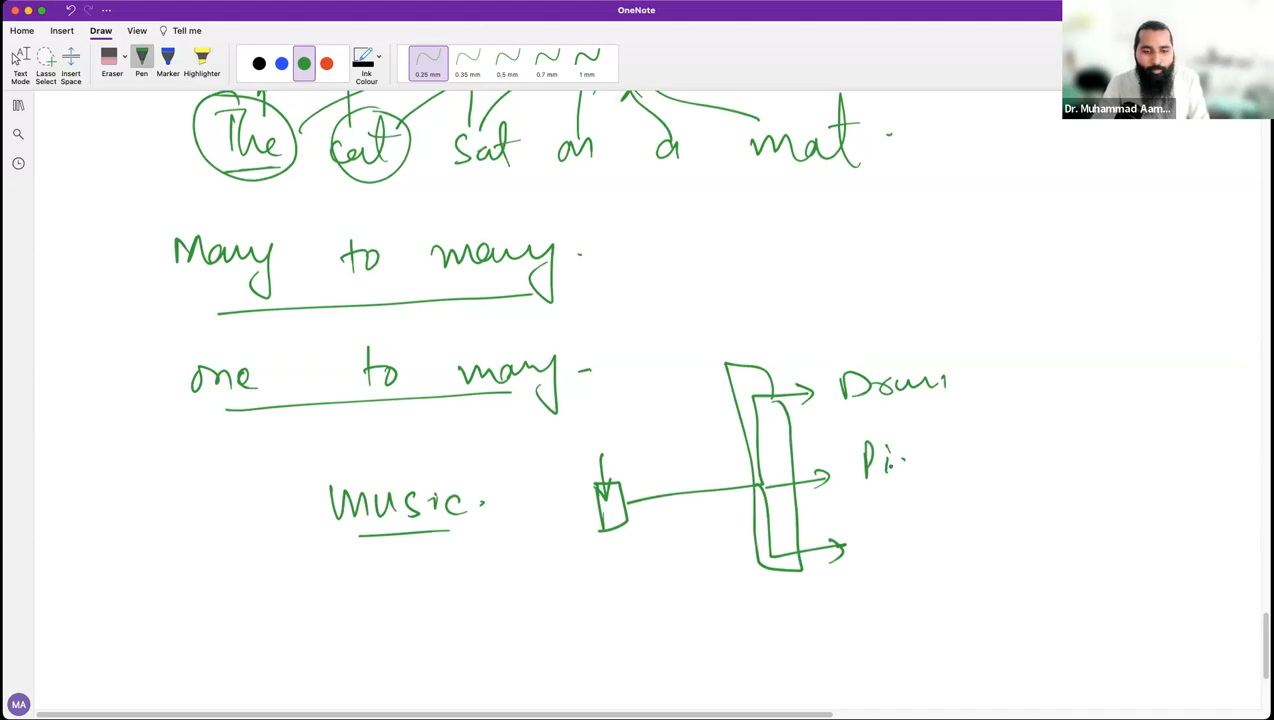 OneNote
Home Insert Draw View Tell me
Text Mode Lasso Select Insert Space Eraser Pen Marker Highlighter Ink Colour 0.25 mm 0.35 mm 0.5 mm 0.7 mm 1 mm
Dr. Muhammad Aam...
The cat sat on a mat.
Many to many.
one to many -
Drum
Pi
music.
MA